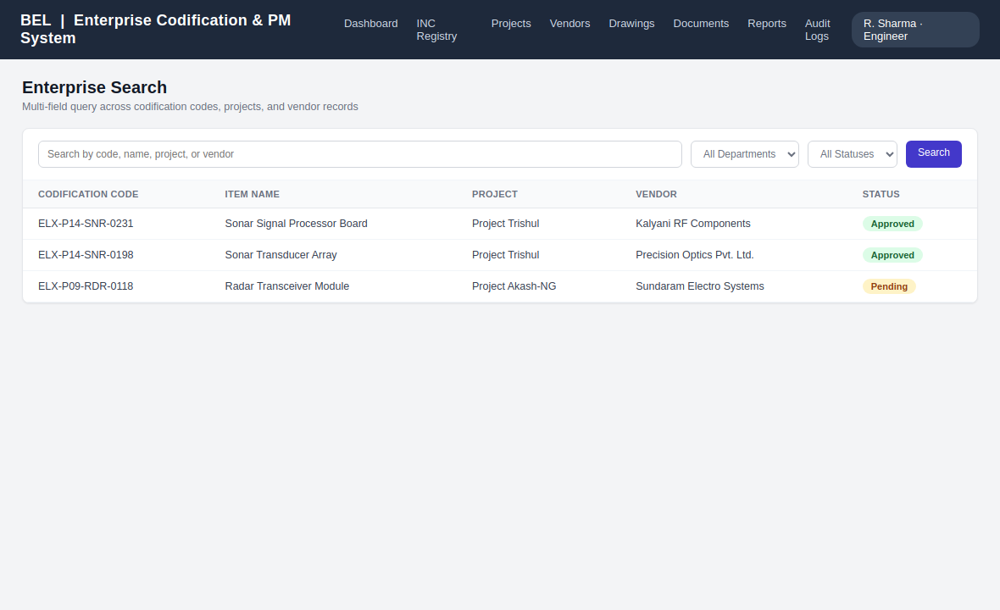 BEL | Enterprise Codification & PM
System
Dashboard
INC
Registry
Projects
Vendors
Drawings
Documents
Reports
Audit
Logs
R. Sharma ·
Engineer
Enterprise Search
Multi-field query across codification codes, projects, and vendor records
Search by code, name, project, or vendor
All Departments
All Statuses
Search
CODIFICATION CODE ITEM NAME PROJECT VENDOR STATUS
ELX-P14-SNR-0231 Sonar Signal Processor Board Project Trishul Kalyani RF Components Approved
ELX-P14-SNR-0198 Sonar Transducer Array Project Trishul Precision Optics Pvt. Ltd. Approved
ELX-P09-RDR-0118 Radar Transceiver Module Project Akash-NG Sundaram Electro Systems Pending